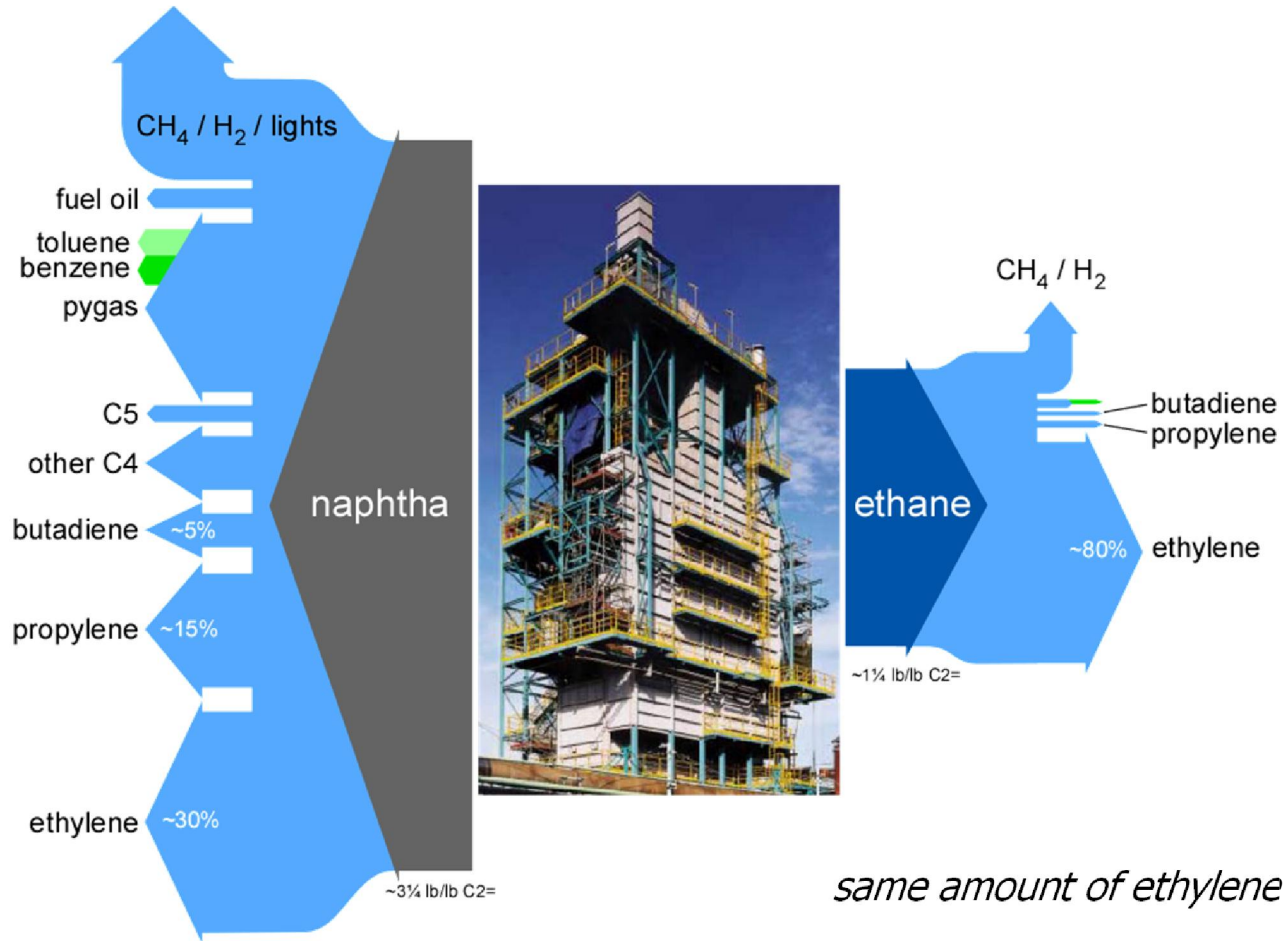 CH₄ / H₂ / lights
fuel oil
toluene
benzene
pygas
C5
other C4
butadiene
~5%
propylene
~15%
ethylene
~30%
naphtha
~3¼ lb/lb C2=
ethane
~1¼ lb/lb C2=
CH₄ / H₂
butadiene
propylene
~80%
ethylene
same amount of ethylene